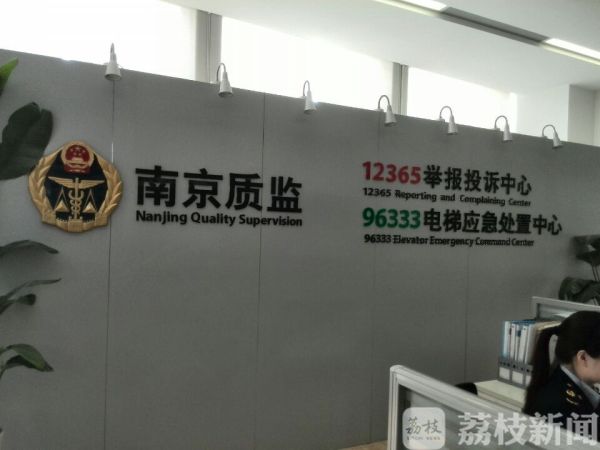 南京质监
Nanjing Quality Supervision
12365举报投诉中心
12365 Reporting and Complaining Center
96333电梯应急处置中心
96333 Elevator Emergency Command Center
荔枝
荔枝新闻